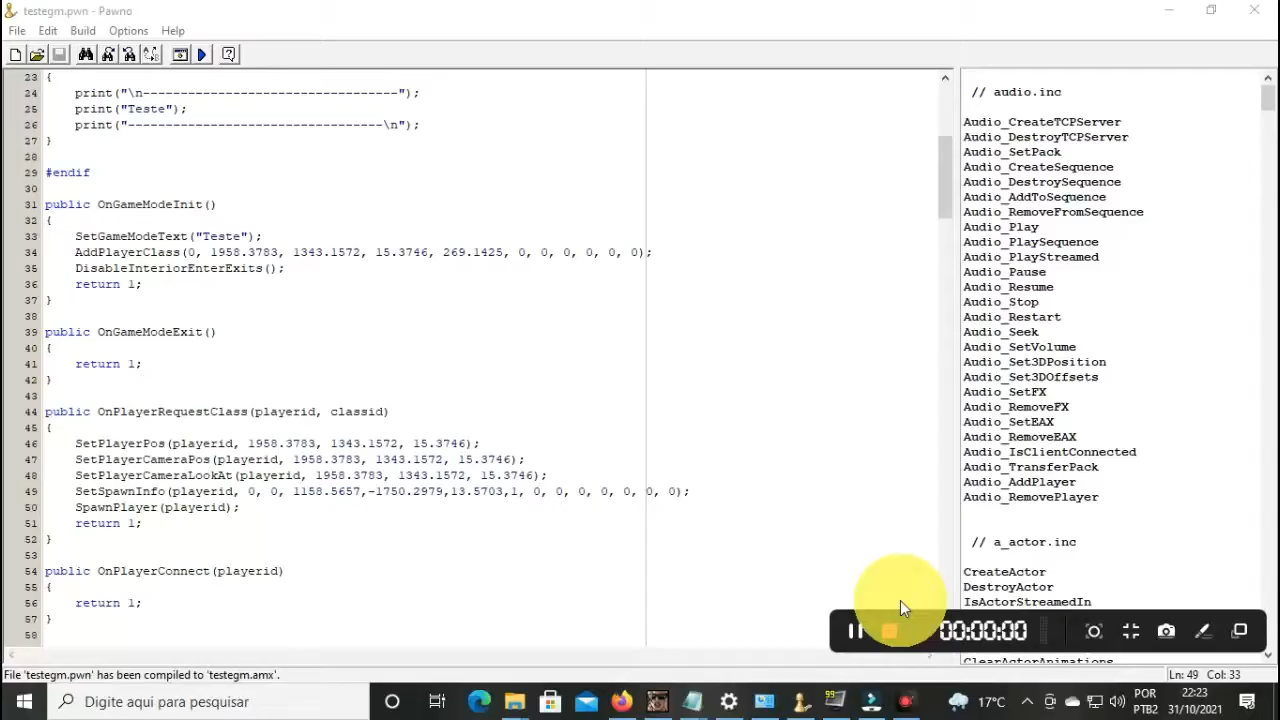 testegm.pwn - Pawno
File Edit Build Options Help
23 {
24 print("\n----------------------------------");
25 print("Teste");
26 print("----------------------------------\n");
27 }
28
29 #endif
30
31 public OnGameModeInit()
32 {
33 SetGameModeText("Teste");
34 AddPlayerClass(0, 1958.3783, 1343.1572, 15.3746, 269.1425, 0, 0, 0, 0, 0, 0);
35 DisableInteriorEnterExits();
36 return 1;
37 }
38
39 public OnGameModeExit()
40 {
41 return 1;
42 }
43
44 public OnPlayerRequestClass(playerid, classid)
45 {
46 SetPlayerPos(playerid, 1958.3783, 1343.1572, 15.3746);
47 SetPlayerCameraPos(playerid, 1958.3783, 1343.1572, 15.3746);
48 SetPlayerCameraLookAt(playerid, 1958.3783, 1343.1572, 15.3746);
49 SetSpawnInfo(playerid, 0, 0, 1158.5657,-1750.2979,13.5703,1, 0, 0, 0, 0, 0, 0, 0);
50 SpawnPlayer(playerid);
51 return 1;
52 }
53
54 public OnPlayerConnect(playerid)
55 {
56 return 1;
57 }
58
// audio.inc
Audio_CreateTCPServer
Audio_DestroyTCPServer
Audio_SetPack
Audio_CreateSequence
Audio_DestroySequence
Audio_AddToSequence
Audio_RemoveFromSequence
Audio_Play
Audio_PlaySequence
Audio_PlayStreamed
Audio_Pause
Audio_Resume
Audio_Stop
Audio_Restart
Audio_Seek
Audio_SetVolume
Audio_Set3DPosition
Audio_Set3DOffsets
Audio_SetFX
Audio_RemoveFX
Audio_SetEAX
Audio_RemoveEAX
Audio_IsClientConnected
Audio_TransferPack
Audio_AddPlayer
Audio_RemovePlayer
// a_actor.inc
CreateActor
DestroyActor
IsActorStreamedIn
00:00:00
ClearActorAnimations
File 'testegm.pwn' has been compiled to 'testegm.amx'.
Ln: 49 Col: 33
Digite aqui para pesquisar
99
17°C
POR
PTB2
22:23
31/10/2021